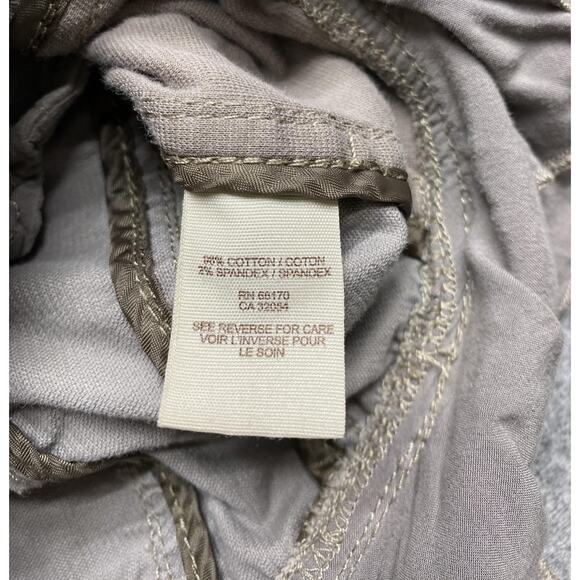 98% COTTON / COTON
2% SPANDEX / SPANDEX
RN 66170
CA 32054
SEE REVERSE FOR CARE
VOIR L'INVERSE POUR
LE SOIN